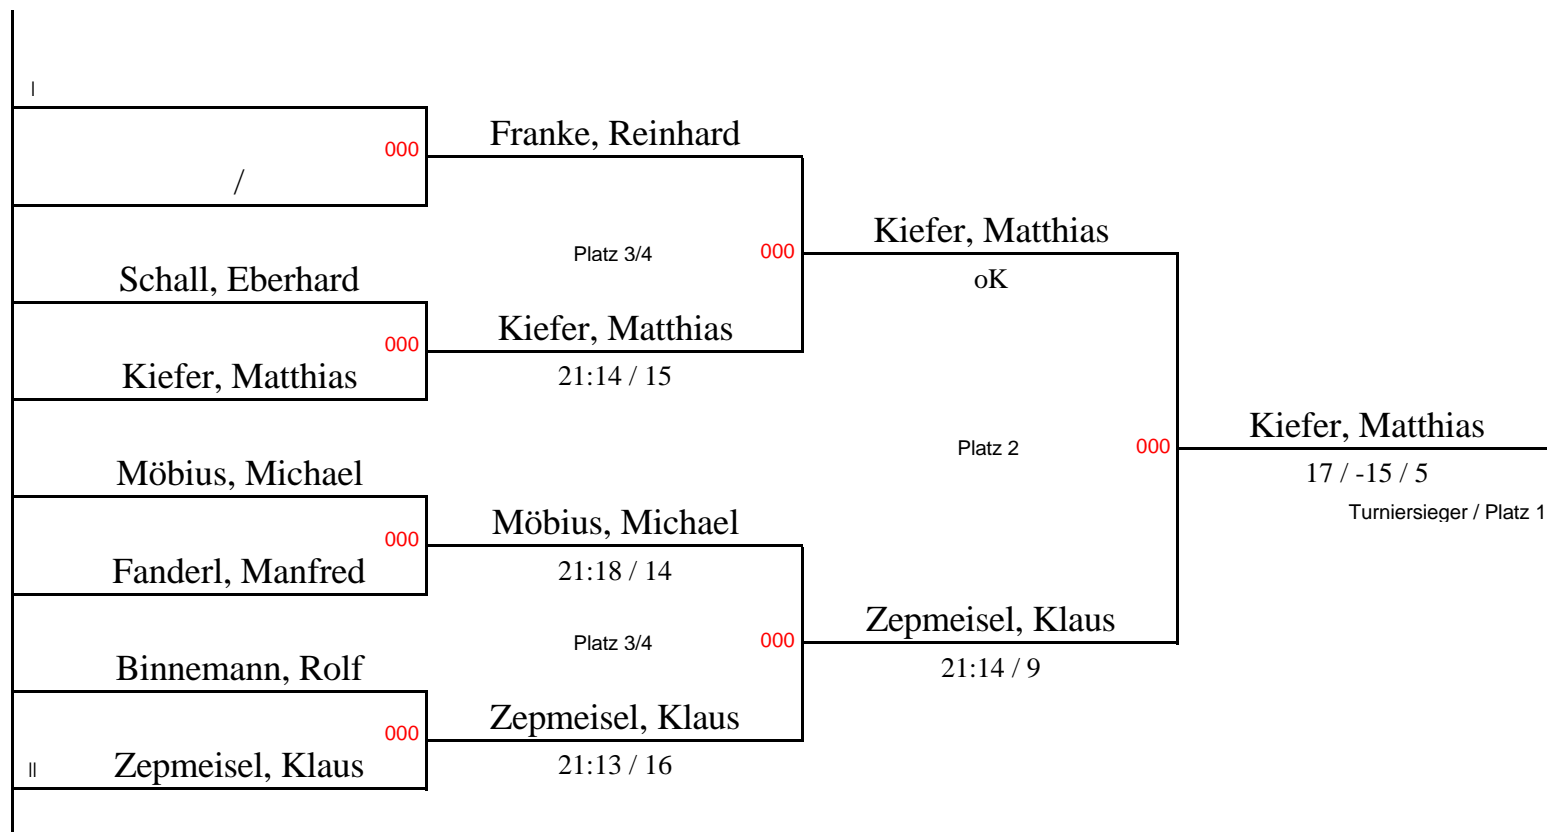 I
000
/
Franke, Reinhard
Platz 3/4
000
Schall, Eberhard
000
Kiefer, Matthias
Kiefer, Matthias
21:14 / 15
Kiefer, Matthias
oK
Möbius, Michael
000
Fanderl, Manfred
Möbius, Michael
21:18 / 14
Platz 3/4
000
Binnemann, Rolf
000
II
Zepmeisel, Klaus
Zepmeisel, Klaus
21:13 / 16
Zepmeisel, Klaus
21:14 / 9
Platz 2
000
Kiefer, Matthias
17 / -15 / 5
Turniersieger / Platz 1